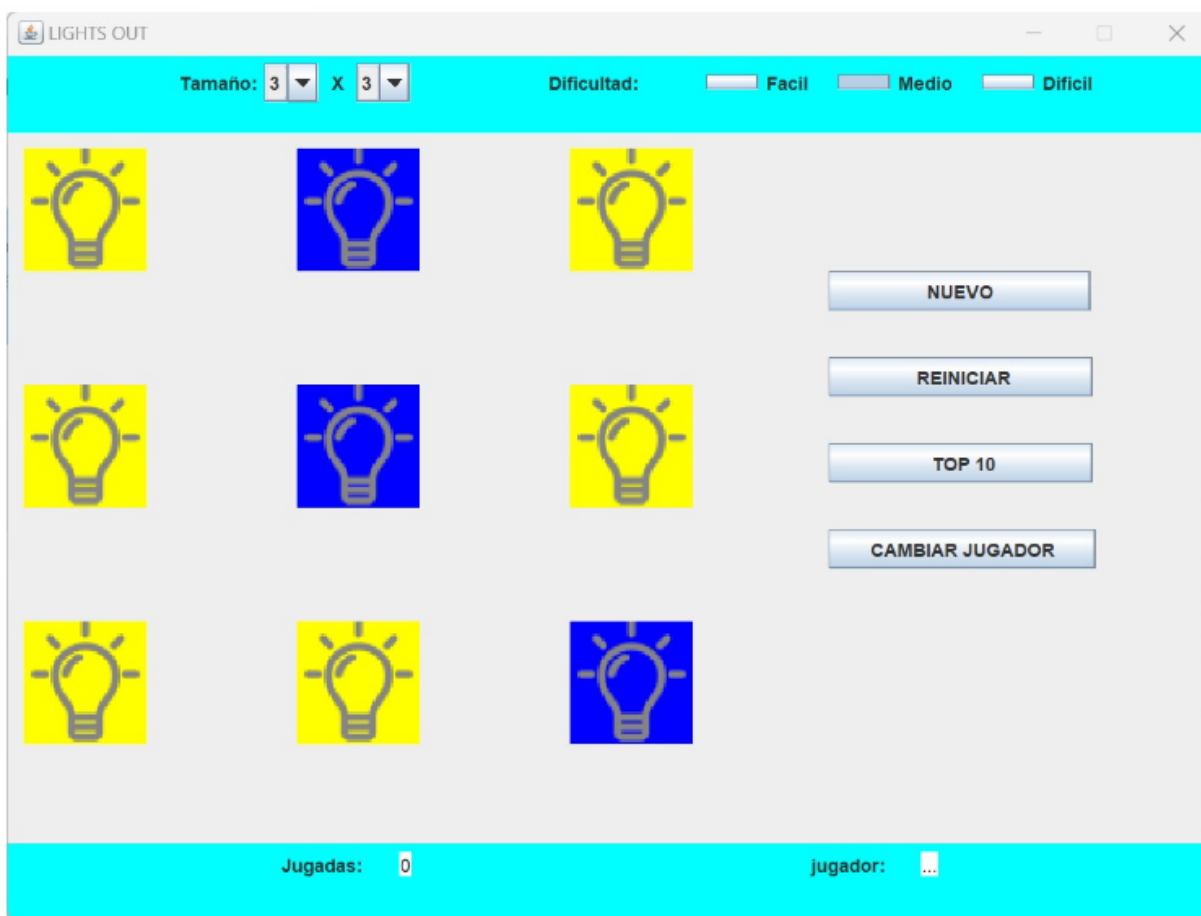 LIGHTS OUT
Tamaño: 3 X 3 Dificultad: Facil Medio Dificil
NUEVO
REINICIAR
TOP 10
CAMBIAR JUGADOR
Jugadas: 0 jugador: ...